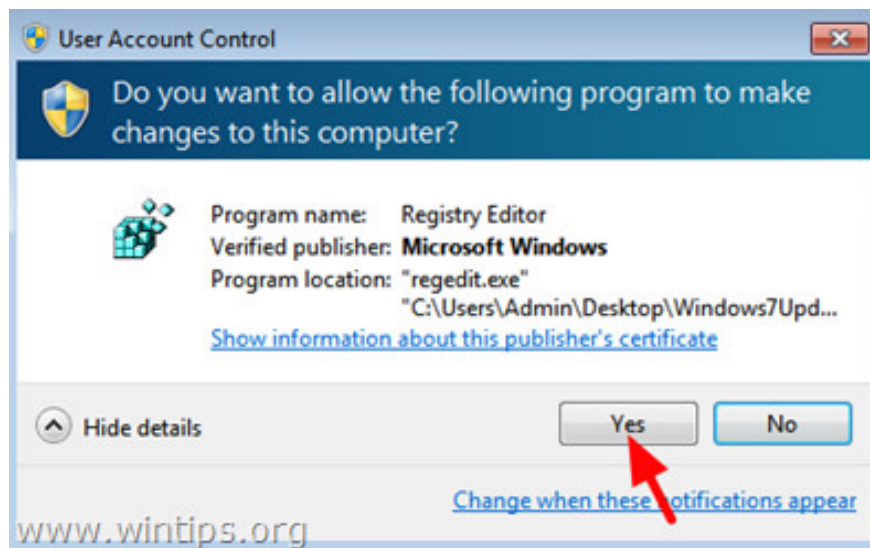 User Account Control
Do you want to allow the following program to make
changes to this computer?
Program name: Registry Editor
Verified publisher: Microsoft Windows
Program location: "regedit.exe"
"C:\Users\Admin\Desktop\Windows7Upd...
Show information about this publisher's certificate
Hide details
Yes
No
Change when these notifications appear
www.wintips.org